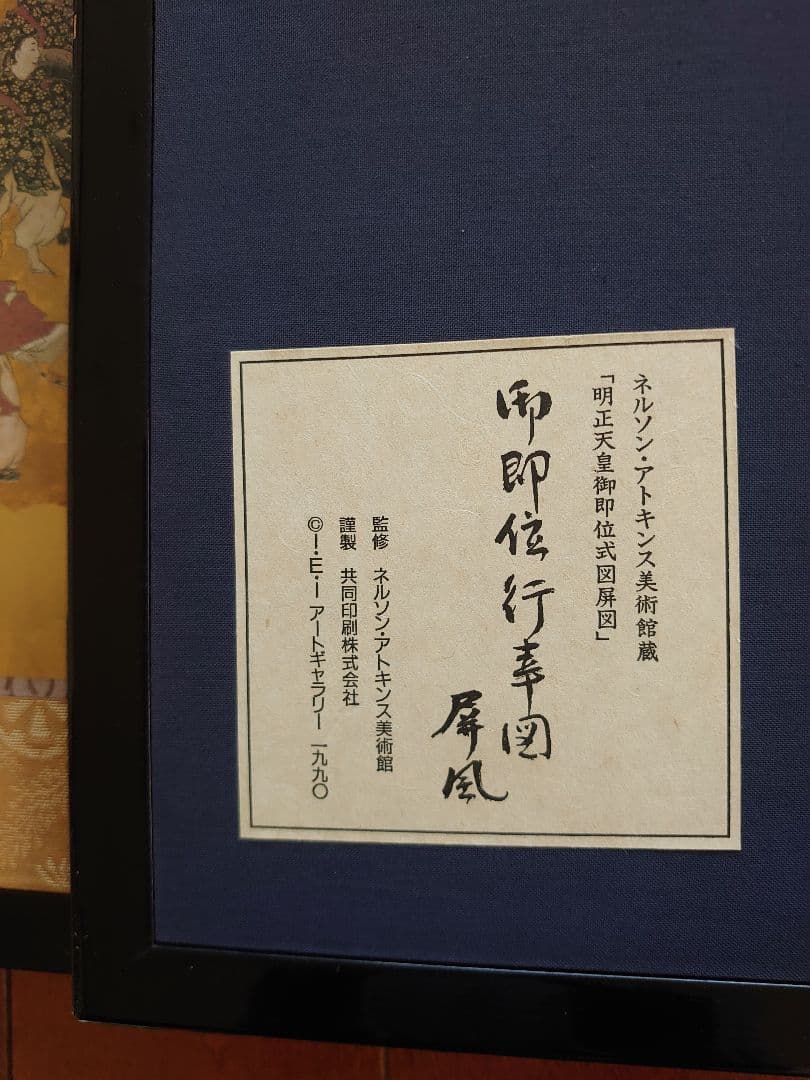 ネルソン・アトキンス美術館蔵
「明正天皇御即位式図屏図」
御即位行幸図
屏風
監修 ネルソン・アトキンス美術館
謹製 共同印刷株式会社
©I・E・I アートギャラリー 一九九〇